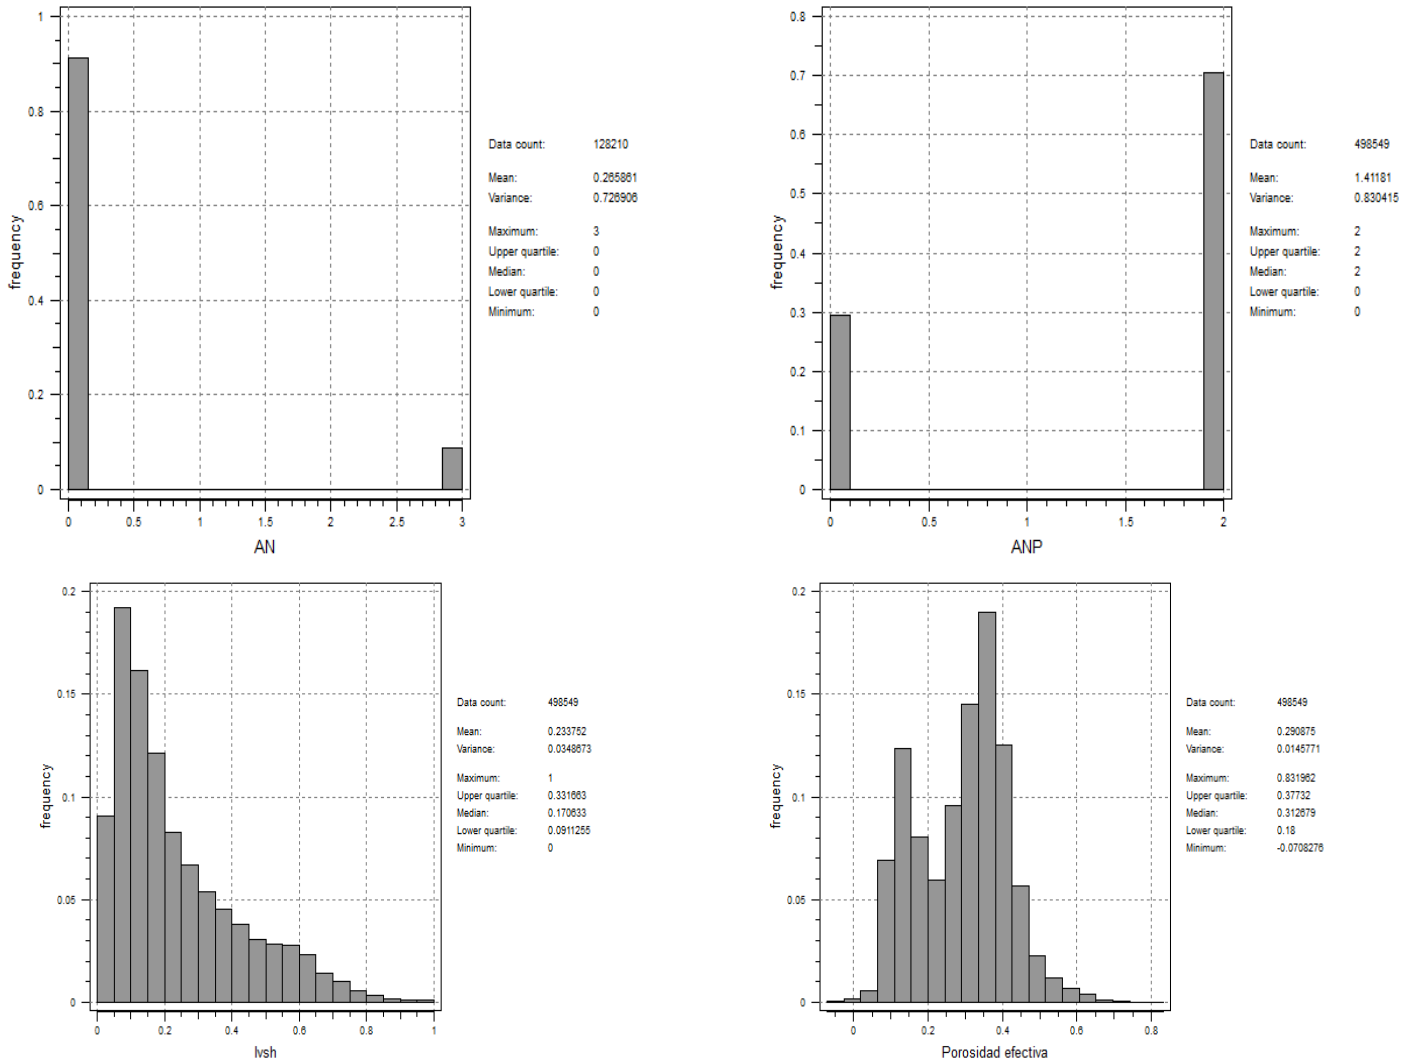 1
0.8
0.6
0.4
0.2
0
frequency
0 0.5 1 1.5 2 2.5 3
AN
Data count: 128210
Mean: 0.265861
Variance: 0.726906
Maximum: 3
Upper quartile: 0
Median: 0
Lower quartile: 0
Minimum: 0
0.8
0.7
0.6
0.5
0.4
0.3
0.2
0.1
0
frequency
0 0.5 1 1.5 2
ANP
Data count: 498549
Mean: 1.41181
Variance: 0.830415
Maximum: 2
Upper quartile: 2
Median: 2
Lower quartile: 0
Minimum: 0
0.2
0.15
0.1
0.05
0
frequency
0 0.2 0.4 0.6 0.8 1
Ivsh
Data count: 498549
Mean: 0.233752
Variance: 0.0348673
Maximum: 1
Upper quartile: 0.331663
Median: 0.170633
Lower quartile: 0.0911255
Minimum: 0
0.2
0.15
0.1
0.05
0
frequency
0 0.2 0.4 0.6 0.8
Porosidad efectiva
Data count: 498549
Mean: 0.290875
Variance: 0.0145771
Maximum: 0.831962
Upper quartile: 0.37732
Median: 0.312679
Lower quartile: 0.18
Minimum: -0.0708276